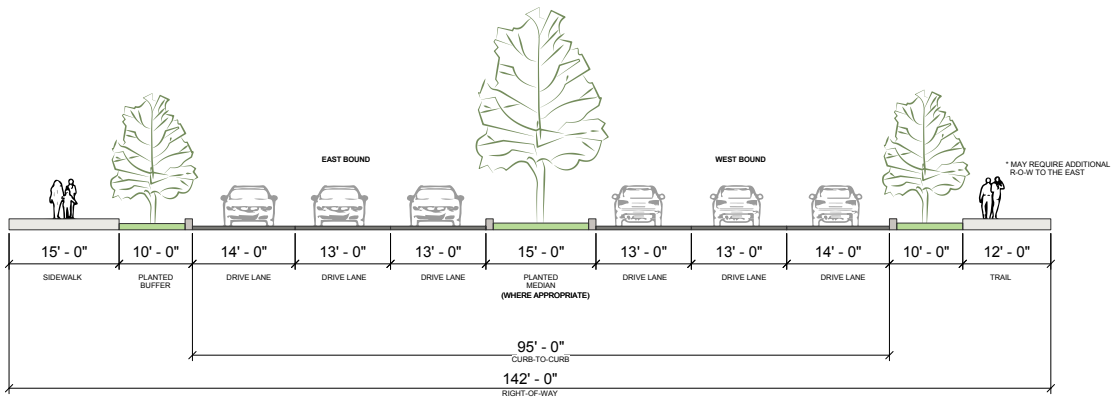 EAST BOUND
WEST BOUND
* MAY REQUIRE ADDITIONAL
R-O-W TO THE EAST
15' - 0"
10' - 0"
14' - 0"
13' - 0"
13' - 0"
15' - 0"
13' - 0"
13' - 0"
14' - 0"
10' - 0"
12' - 0"
SIDEWALK
PLANTED
BUFFER
DRIVE LANE
DRIVE LANE
DRIVE LANE
PLANTED
MEDIAN
(WHERE APPROPRIATE)
DRIVE LANE
DRIVE LANE
DRIVE LANE
TRAIL
95' - 0"
CURB-TO-CURB
142' - 0"
RIGHT-OF-WAY